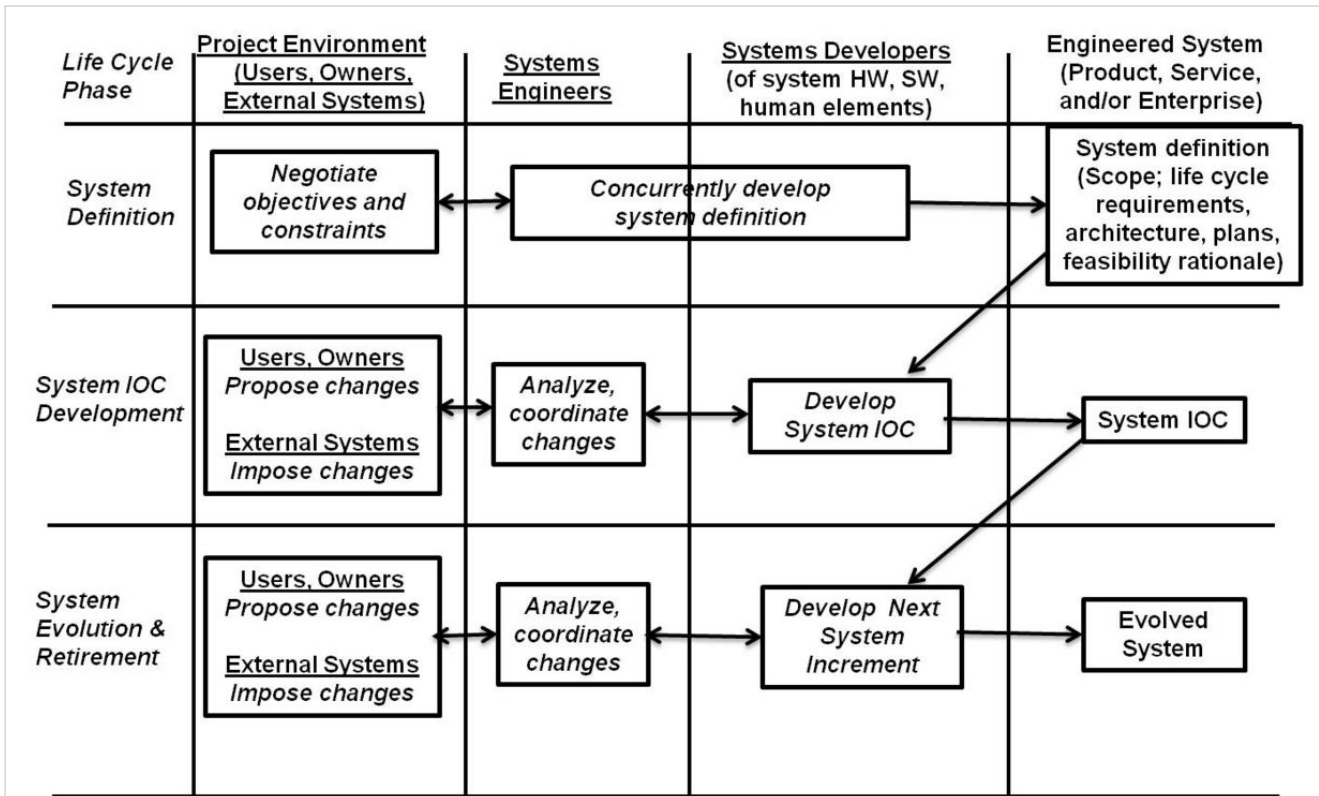 Life Cycle
Phase
Project Environment
(Users, Owners,
External Systems)
Systems
Engineers
Systems Developers
(of system HW, SW,
human elements)
Engineered System
(Product, Service,
and/or Enterprise)
System
Definition
Negotiate
objectives and
constraints
Concurrently develop
system definition
System definition
(Scope; life cycle
requirements,
architecture, plans,
feasibility rationale)
System IOC
Development
Users, Owners
Propose changes
External Systems
Impose changes
Analyze,
coordinate
changes
Develop
System IOC
System IOC
System
Evolution &
Retirement
Users, Owners
Propose changes
External Systems
Impose changes
Analyze,
coordinate
changes
Develop Next
System
Increment
Evolved
System